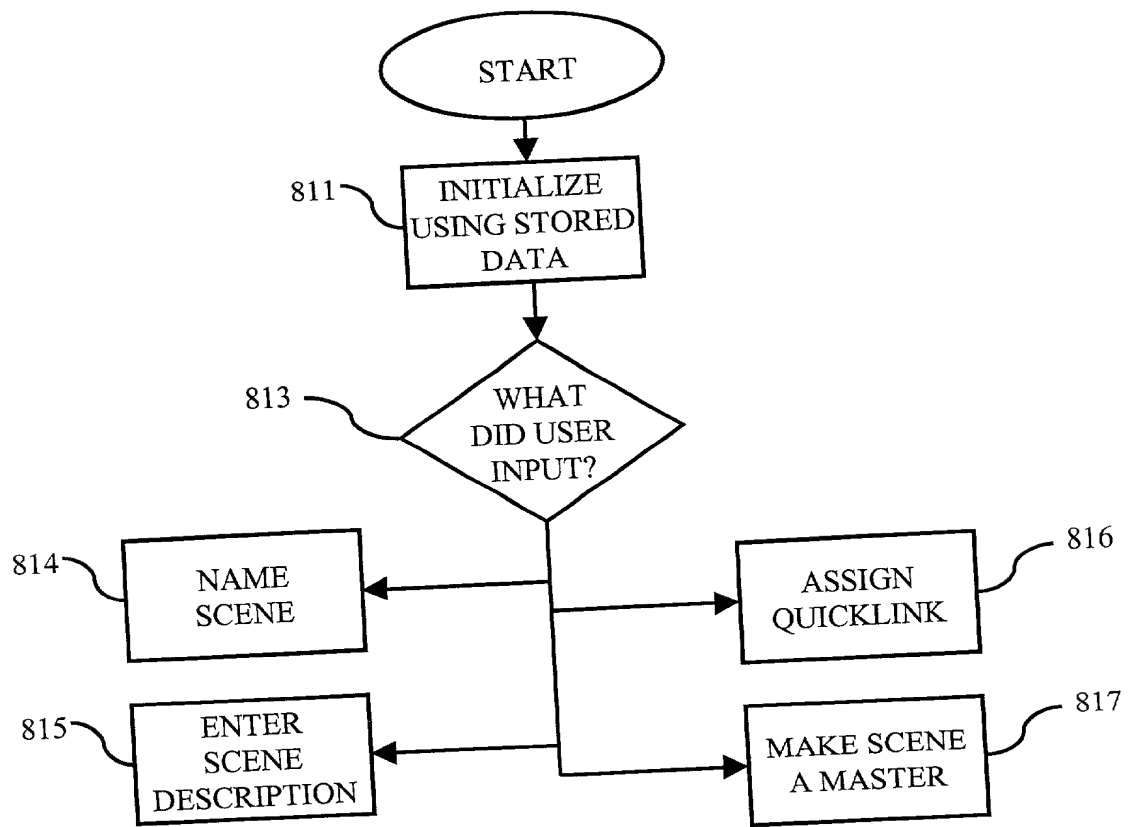 START
811
INITIALIZE
USING STORED
DATA
813
WHAT
DID USER
INPUT?
814
NAME
SCENE
816
ASSIGN
QUICKLINK
815
ENTER
SCENE
DESCRIPTION
817
MAKE SCENE
A MASTER